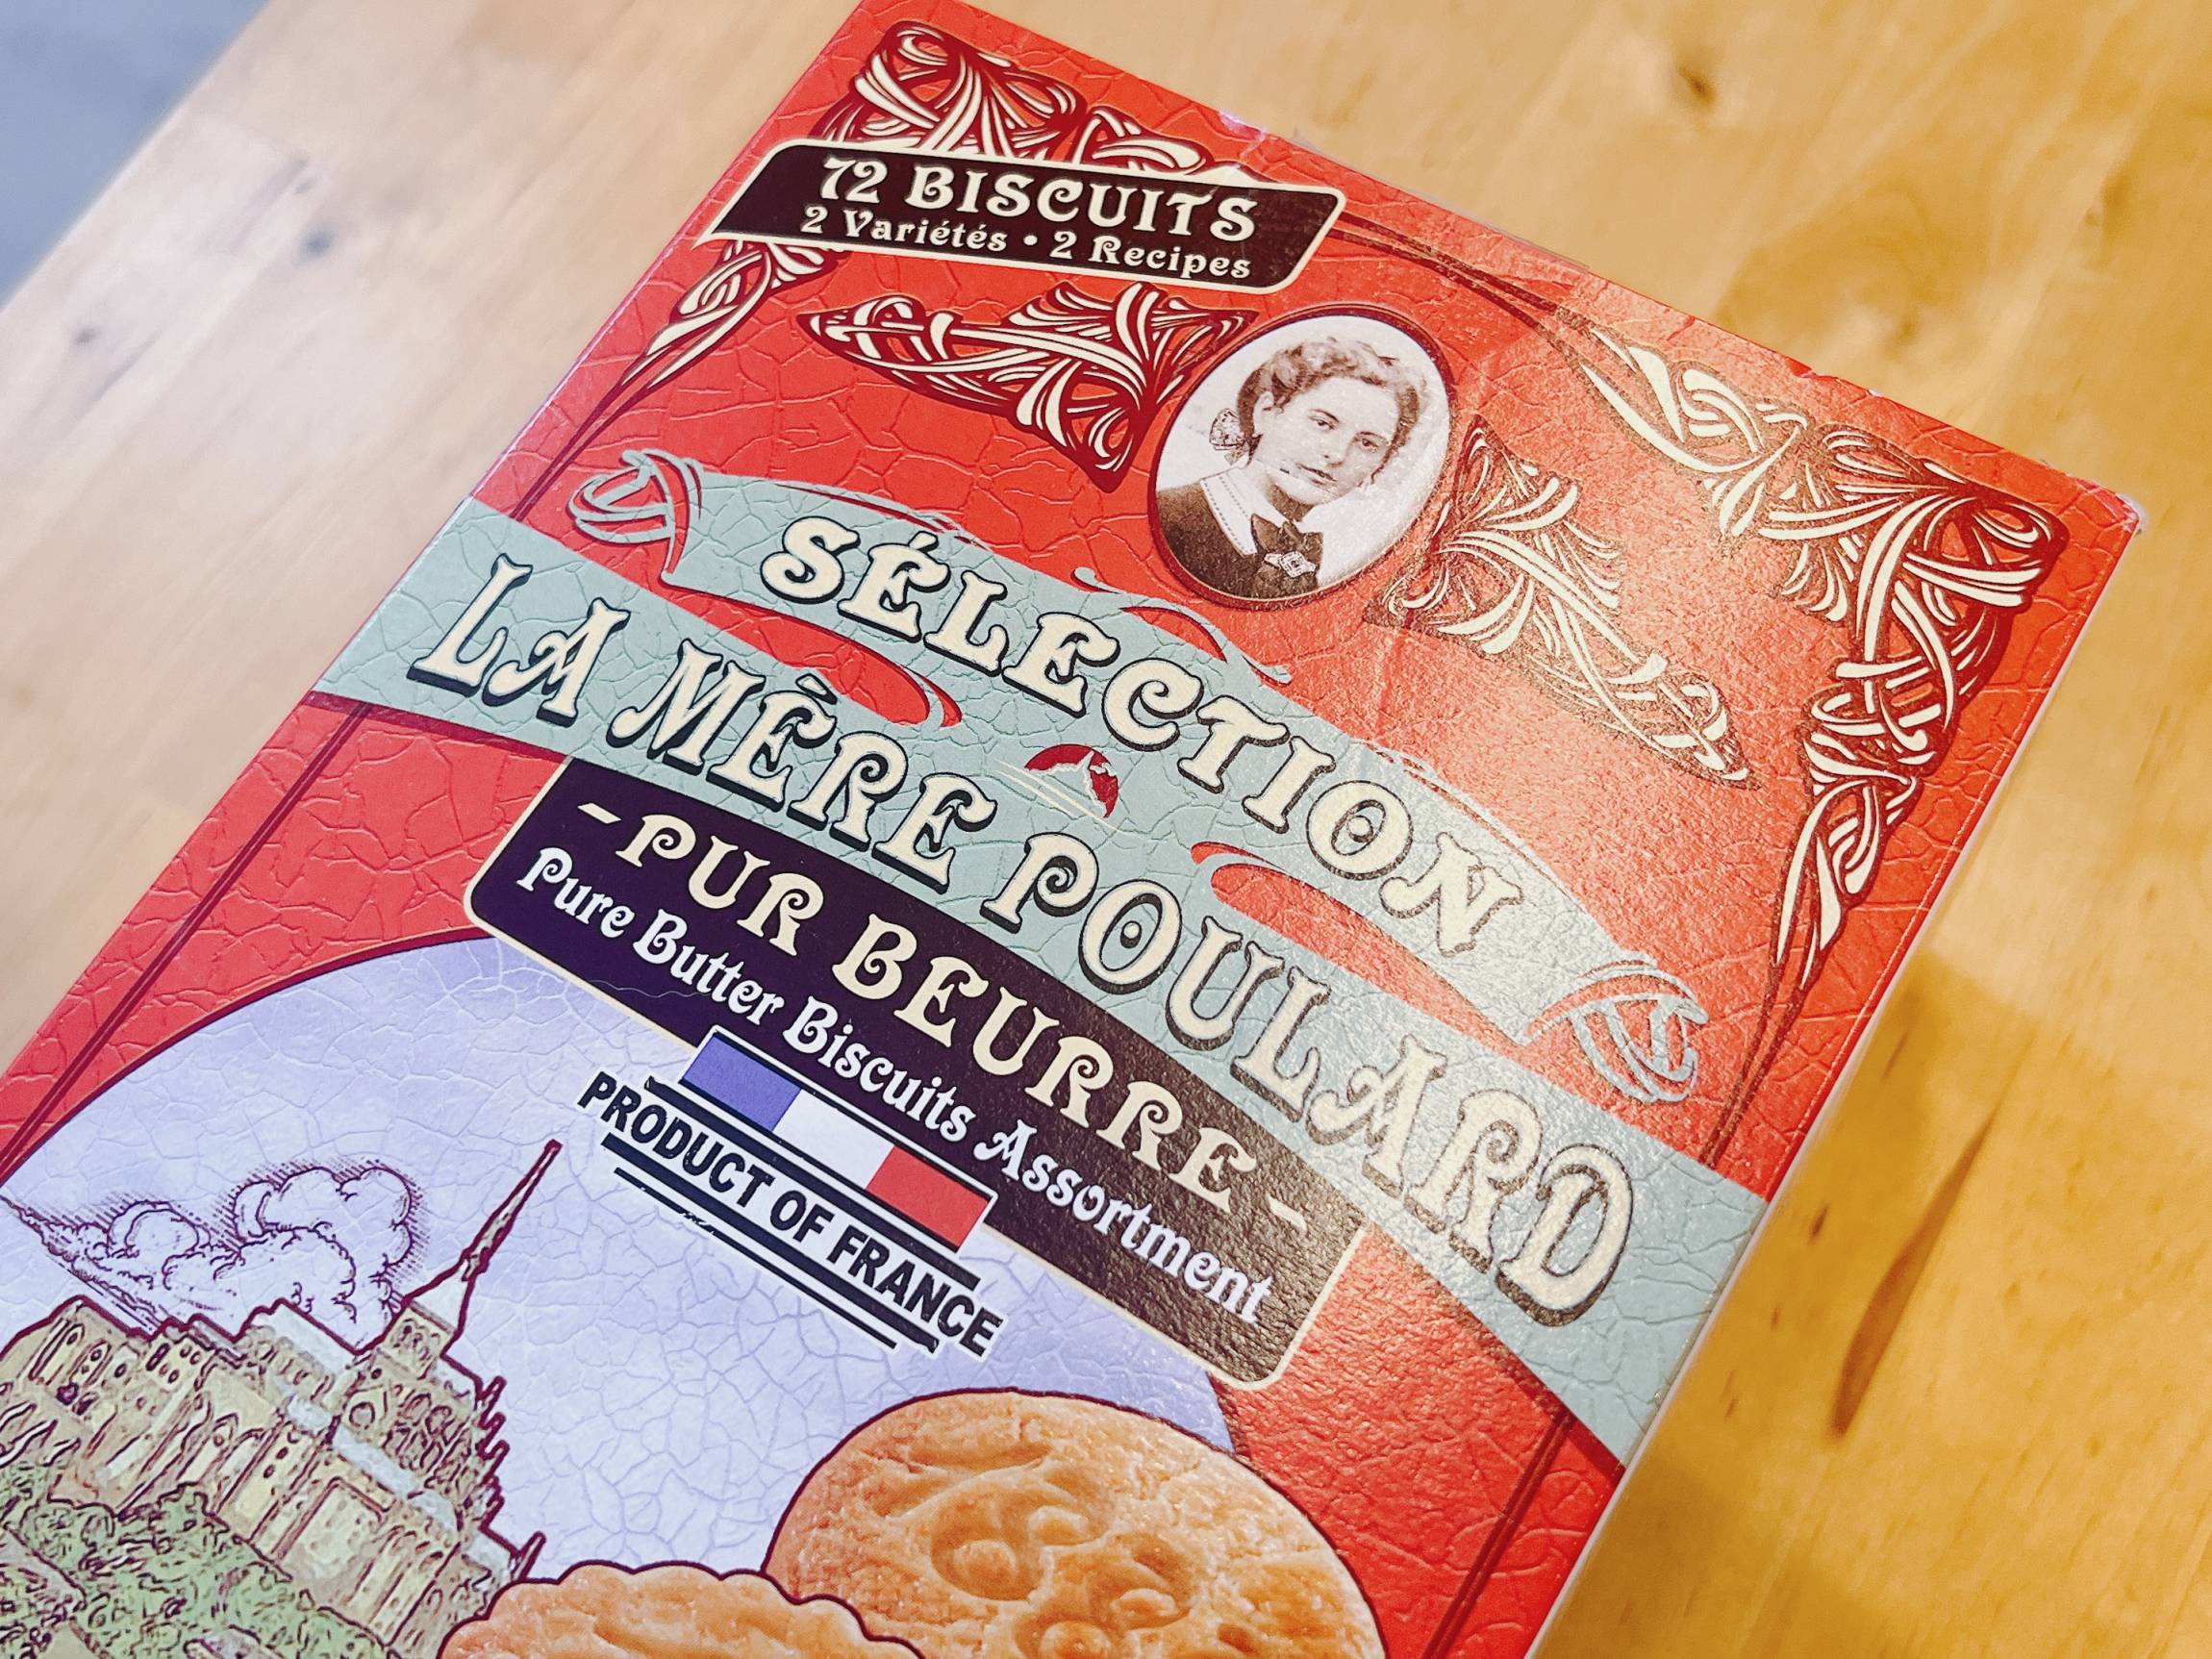 72 BISCUITS
2 Variétés • 2 Recipes
SÉLECTION
LA MÈRE POULARD
- PUR BEURRE -
Pure Butter Biscuits Assortment
PRODUCT OF FRANCE